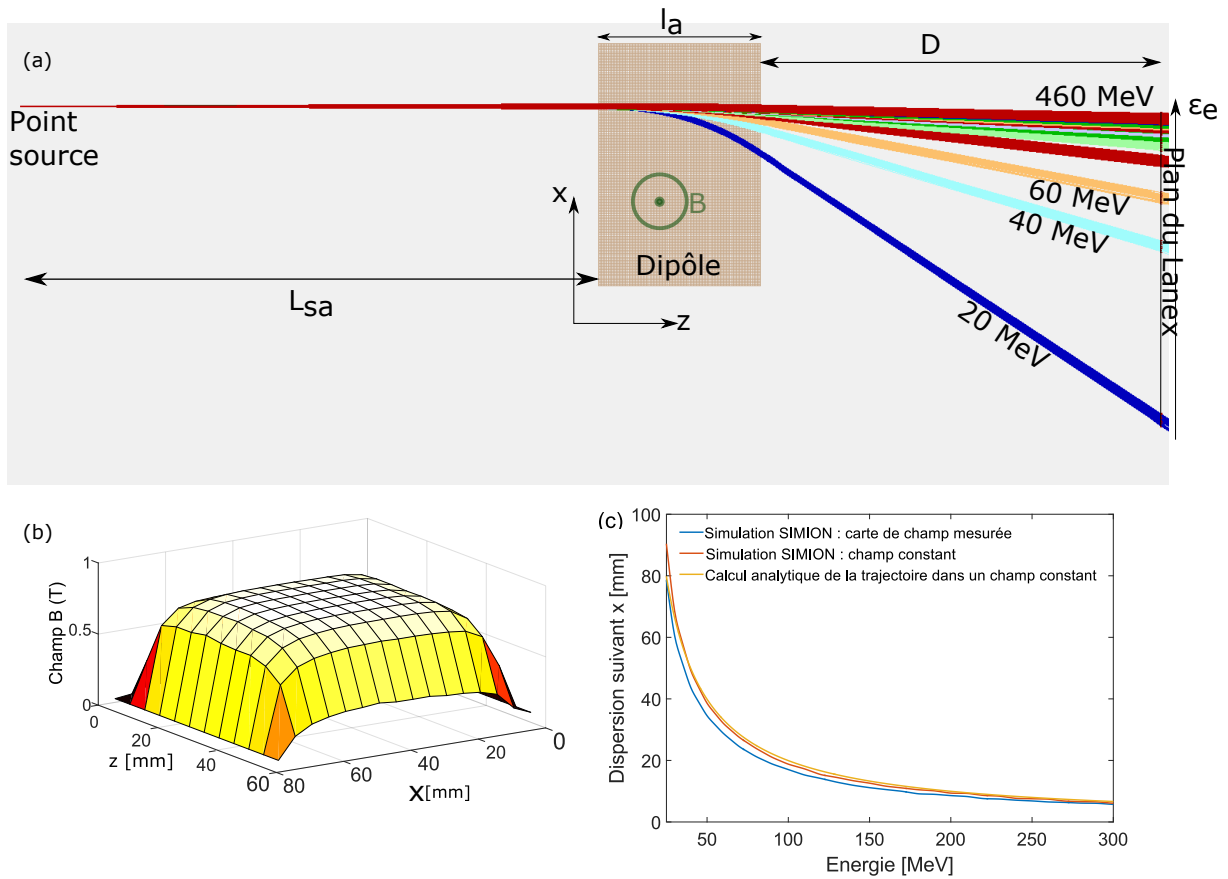 (a)
l_a
D
460 MeV
ε_e
Point
source
x
B
60 MeV
40 MeV
Plan du Lanex
Dipôle
L_sa
z
20 MeV
(b)
Champ B (T)
1
0.5
0
0
20
40
60
z [mm]
80
60
40
20
0
X[mm]
(c)
Dispersion suivant x [mm]
100
80
60
40
20
0
Simulation SIMION : carte de champ mesurée
Simulation SIMION : champ constant
Calcul analytique de la trajectoire dans un champ constant
50
100
150
200
250
300
Energie [MeV]